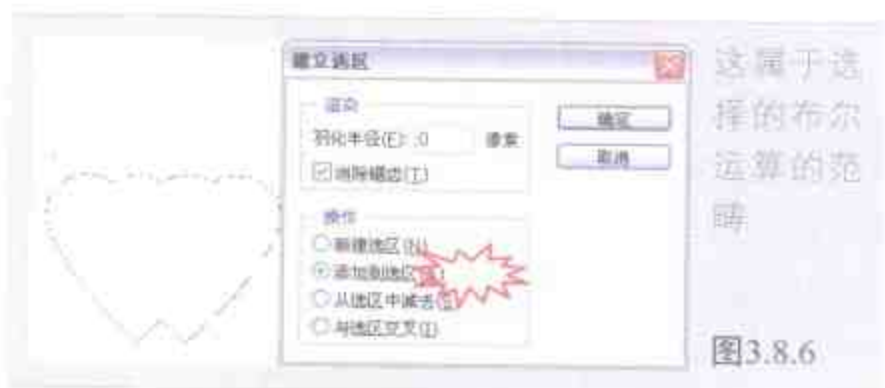 建立选区
渲染
羽化半径(F): 0 像素
消除锯齿(T)
确定
取消
操作
新建选区(N)
添加到选区
从选区中减去(S)
与选区交叉(I)
这属于选
择的布尔
运算的范
畴
图3.8.6